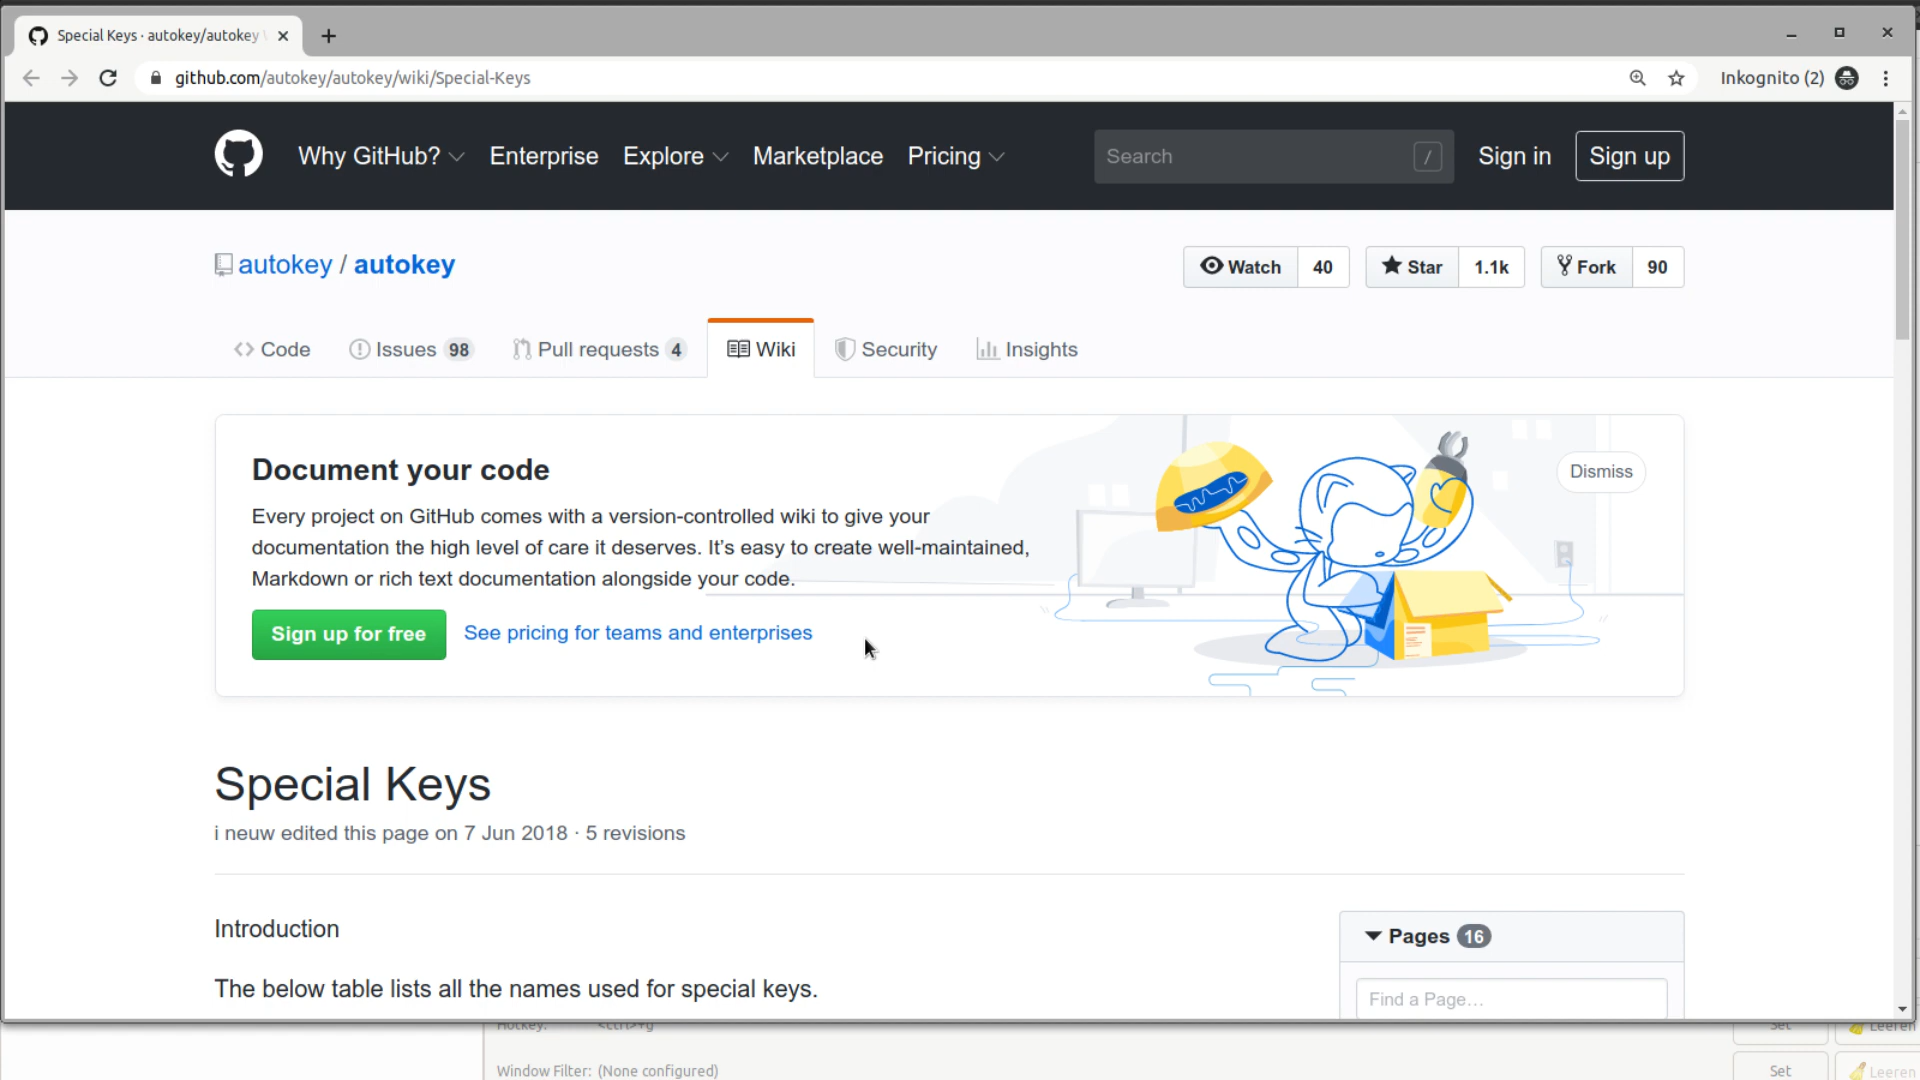 Special Keys · autokey/autokey
github.com/autokey/autokey/wiki/Special-Keys
Inkognito (2)
Why GitHub? Enterprise Explore Marketplace Pricing Search / Sign in Sign up
autokey / autokey
Watch 40 Star 1.1k Fork 90
Code Issues 98 Pull requests 4 Wiki Security Insights
Document your code
Dismiss
Every project on GitHub comes with a version-controlled wiki to give your
documentation the high level of care it deserves. It’s easy to create well-maintained,
Markdown or rich text documentation alongside your code.
Sign up for free See pricing for teams and enterprises
Special Keys
i neuw edited this page on 7 Jun 2018 · 5 revisions
Introduction
Pages 16
The below table lists all the names used for special keys.
Find a Page…
Hotkey: <ctrl>+g Set Leeren
Window Filter: (None configured) Set Leeren